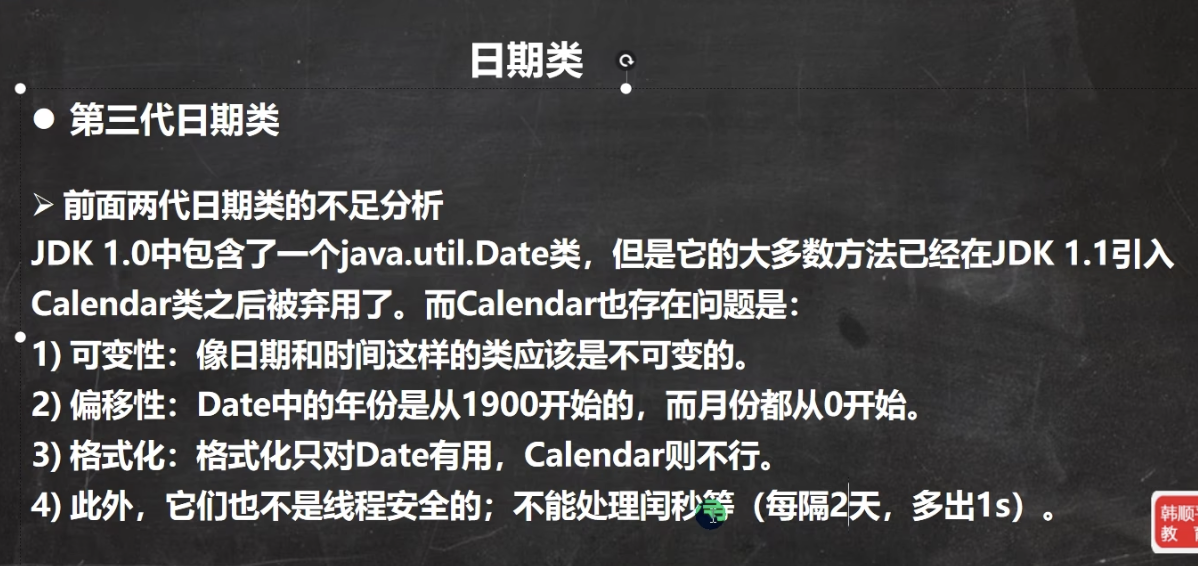 日期类
● 第三代日期类
➢ 前面两代日期类的不足分析
JDK 1.0中包含了一个java.util.Date类，但是它的大多数方法已经在JDK 1.1引入
Calendar类之后被弃用了。而Calendar也存在问题是：
1) 可变性：像日期和时间这样的类应该是不可变的。
2) 偏移性：Date中的年份是从1900开始的，而月份都从0开始。
3) 格式化：格式化只对Date有用，Calendar则不行。
4) 此外，它们也不是线程安全的；不能处理闰秒等（每隔2天，多出1s）。
韩顺
教 育